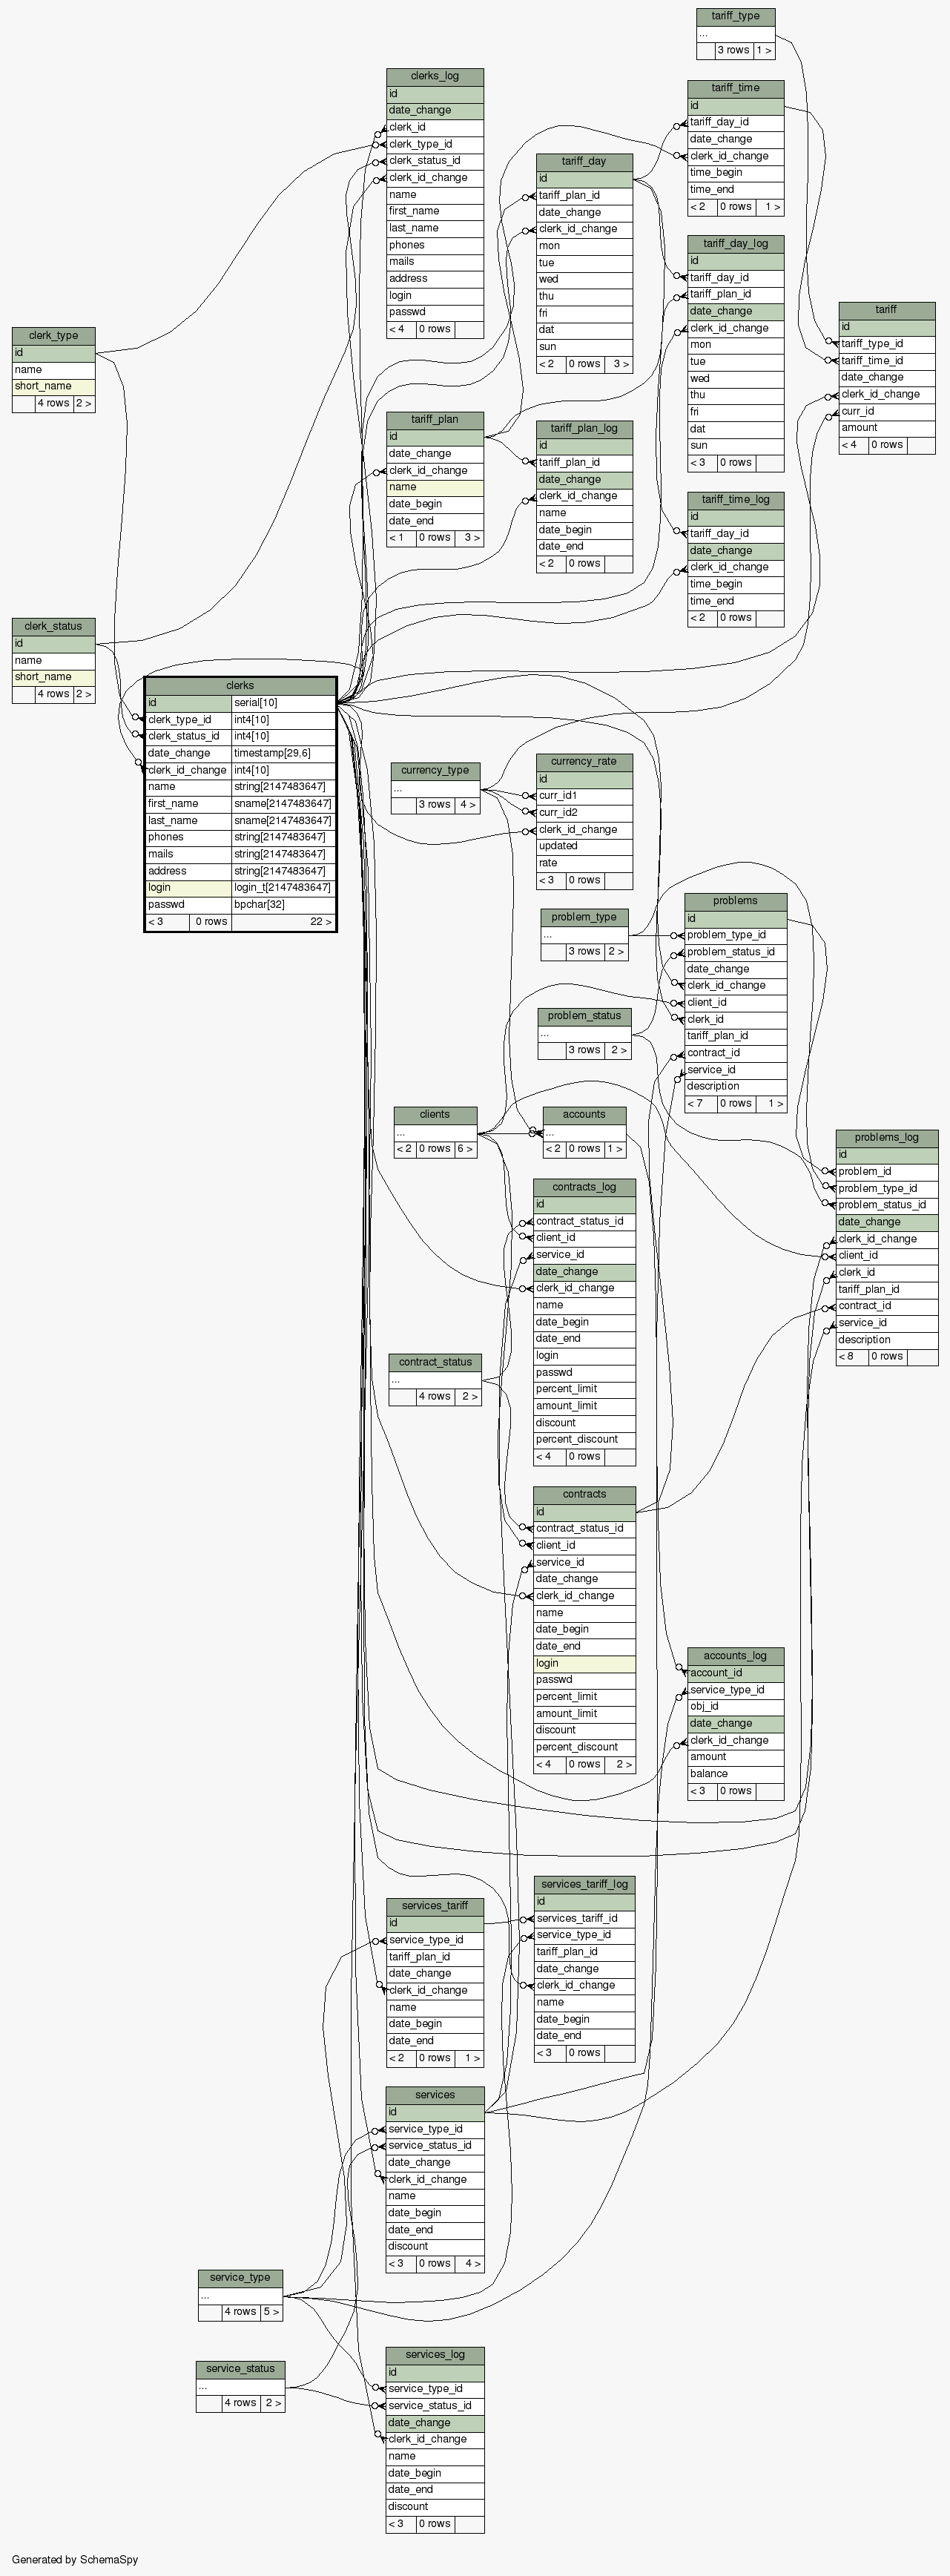 tariff_type
...
3 rows 1 >
clerks_log
id
date_change
clerk_id
clerk_type_id
clerk_status_id
clerk_id_change
name
first_name
last_name
phones
mails
address
login
passwd
< 4 0 rows
tariff_time
id
tariff_day_id
date_change
clerk_id_change
time_begin
time_end
< 2 0 rows 1 >
tariff_day
id
tariff_plan_id
date_change
clerk_id_change
mon
tue
wed
thu
fri
dat
sun
< 2 0 rows 3 >
tariff_day_log
id
tariff_day_id
tariff_plan_id
date_change
clerk_id_change
mon
tue
wed
thu
fri
dat
sun
< 3 0 rows
tariff
id
tariff_type_id
tariff_time_id
date_change
clerk_id_change
curr_id
amount
< 4 0 rows
clerk_type
id
name
short_name
4 rows 2 >
tariff_plan
id
date_change
clerk_id_change
name
date_begin
date_end
< 1 0 rows 3 >
tariff_plan_log
id
tariff_plan_id
date_change
clerk_id_change
name
date_begin
date_end
< 2 0 rows
tariff_time_log
id
tariff_day_id
date_change
clerk_id_change
time_begin
time_end
< 2 0 rows
clerk_status
id
name
short_name
4 rows 2 >
clerks
id serial[10]
clerk_type_id int4[10]
clerk_status_id int4[10]
date_change timestamp[29,6]
clerk_id_change int4[10]
name string[2147483647]
first_name sname[2147483647]
last_name sname[2147483647]
phones string[2147483647]
mails string[2147483647]
address string[2147483647]
login login_t[2147483647]
passwd bpchar[32]
< 3 0 rows 22 >
currency_type
...
3 rows 4 >
currency_rate
id
curr_id1
curr_id2
clerk_id_change
updated
rate
< 3 0 rows
problem_type
...
3 rows 2 >
problems
id
problem_type_id
problem_status_id
date_change
clerk_id_change
client_id
clerk_id
tariff_plan_id
contract_id
service_id
description
< 7 0 rows 1 >
problem_status
...
3 rows 2 >
clients
...
< 2 0 rows 6 >
accounts
...
< 2 0 rows 1 >
problems_log
id
problem_id
problem_type_id
problem_status_id
date_change
clerk_id_change
client_id
clerk_id
tariff_plan_id
contract_id
service_id
description
< 8 0 rows
contracts_log
id
contract_status_id
client_id
service_id
date_change
clerk_id_change
name
date_begin
date_end
login
passwd
percent_limit
amount_limit
discount
percent_discount
< 4 0 rows
contract_status
...
4 rows 2 >
contracts
id
contract_status_id
client_id
service_id
date_change
clerk_id_change
name
date_begin
date_end
login
passwd
percent_limit
amount_limit
discount
percent_discount
< 4 0 rows 2 >
accounts_log
account_id
service_type_id
obj_id
date_change
clerk_id_change
amount
balance
< 3 0 rows
services_tariff
id
service_type_id
tariff_plan_id
date_change
clerk_id_change
name
date_begin
date_end
< 2 0 rows 1 >
services_tariff_log
id
services_tariff_id
service_type_id
tariff_plan_id
date_change
clerk_id_change
name
date_begin
date_end
< 3 0 rows
services
id
service_type_id
service_status_id
date_change
clerk_id_change
name
date_begin
date_end
discount
< 3 0 rows 4 >
service_type
...
4 rows 5 >
service_status
...
4 rows 2 >
services_log
id
service_type_id
service_status_id
date_change
clerk_id_change
name
date_begin
date_end
discount
< 3 0 rows
Generated by SchemaSpy